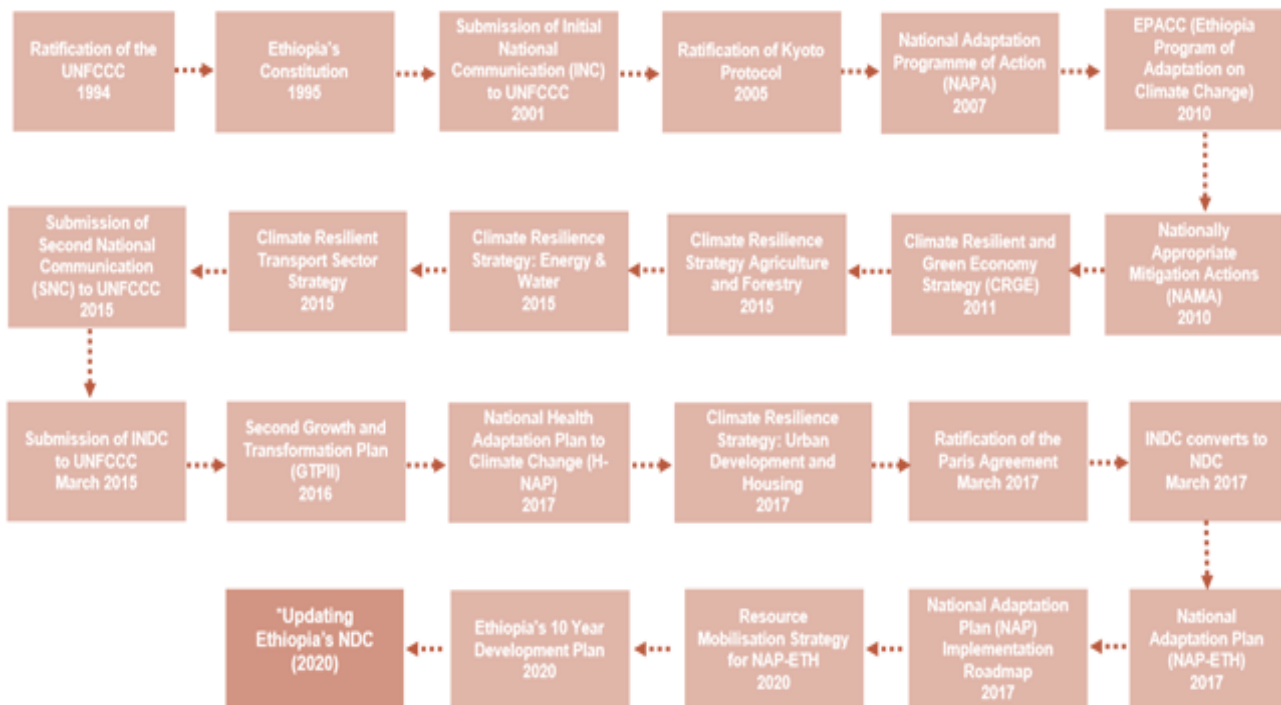 Ratification of the
UNFCCC
1994
Ethiopia's
Constitution
1995
Submission of Initial
National
Communication (INC)
to UNFCCC
2001
Ratification of Kyoto
Protocol
2005
National Adaptation
Programme of Action
(NAPA)
2007
EPACC (Ethiopia
Program of
Adaptation on
Climate Change)
2010
Nationally
Appropriate
Mitigation Actions
(NAMA)
2010
Climate Resilient and
Green Economy
Strategy (CRGE)
2011
Climate Resilience
Strategy Agriculture
and Forestry
2015
Climate Resilience
Strategy: Energy &
Water
2015
Climate Resilient
Transport Sector
Strategy
2015
Submission of
Second National
Communication
(SNC) to UNFCCC
2015
Submission of INDC
to UNFCCC
March 2015
Second Growth and
Transformation Plan
(GTPII)
2016
National Health
Adaptation Plan to
Climate Change (H-
NAP)
2017
Climate Resilience
Strategy: Urban
Development and
Housing
2017
Ratification of the
Paris Agreement
March 2017
INDC converts to
NDC
March 2017
National
Adaptation Plan
(NAP-ETH)
2017
National Adaptation
Plan (NAP)
Implementation
Roadmap
2017
Resource
Mobilisation Strategy
for NAP-ETH
2020
Ethiopia's 10 Year
Development Plan
2020
*Updating
Ethiopia's NDC
(2020)